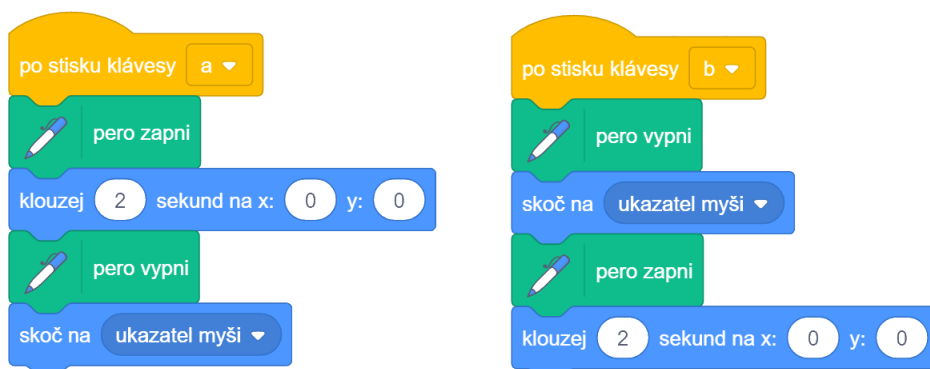 po stisku klávesy a
pero zapni
klouzej 2 sekund na x: 0 y: 0
pero vypni
skoč na ukazatel myši
po stisku klávesy b
pero vypni
skoč na ukazatel myši
pero zapni
klouzej 2 sekund na x: 0 y: 0